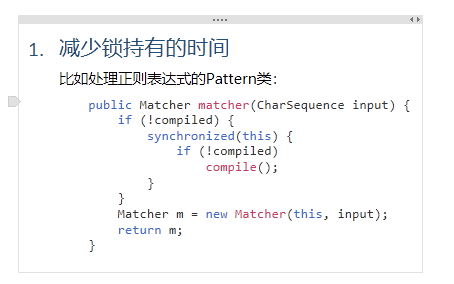 1. 减少锁持有的时间
比如处理正则表达式的Pattern类：
public Matcher matcher(CharSequence input) {
    if (!compiled) {
        synchronized(this) {
            if (!compiled)
                compile();
        }
    }
    Matcher m = new Matcher(this, input);
    return m;
}